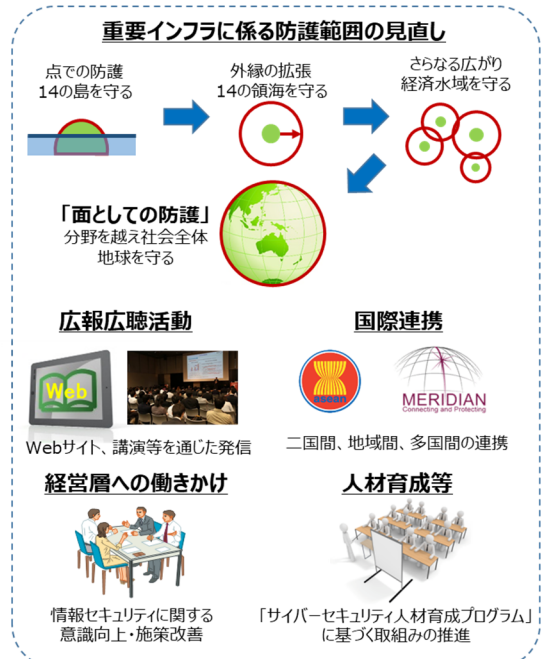 重要インフラに係る防護範囲の見直し
点での防護
14の島を守る
外縁の拡張
14の領海を守る
さらなる広がり
経済水域を守る
「面としての防護」
分野を越え社会全体
地球を守る
広報広聴活動
Web
Webサイト、講演等を通じた発信
国際連携
asean
MERIDIAN
Connecting and Protecting
二国間、地域間、多国間の連携
経営層への働きかけ
情報セキュリティに関する
意識向上・施策改善
人材育成等
「サイバーセキュリティ人材育成プログラム」
に基づく取組みの推進